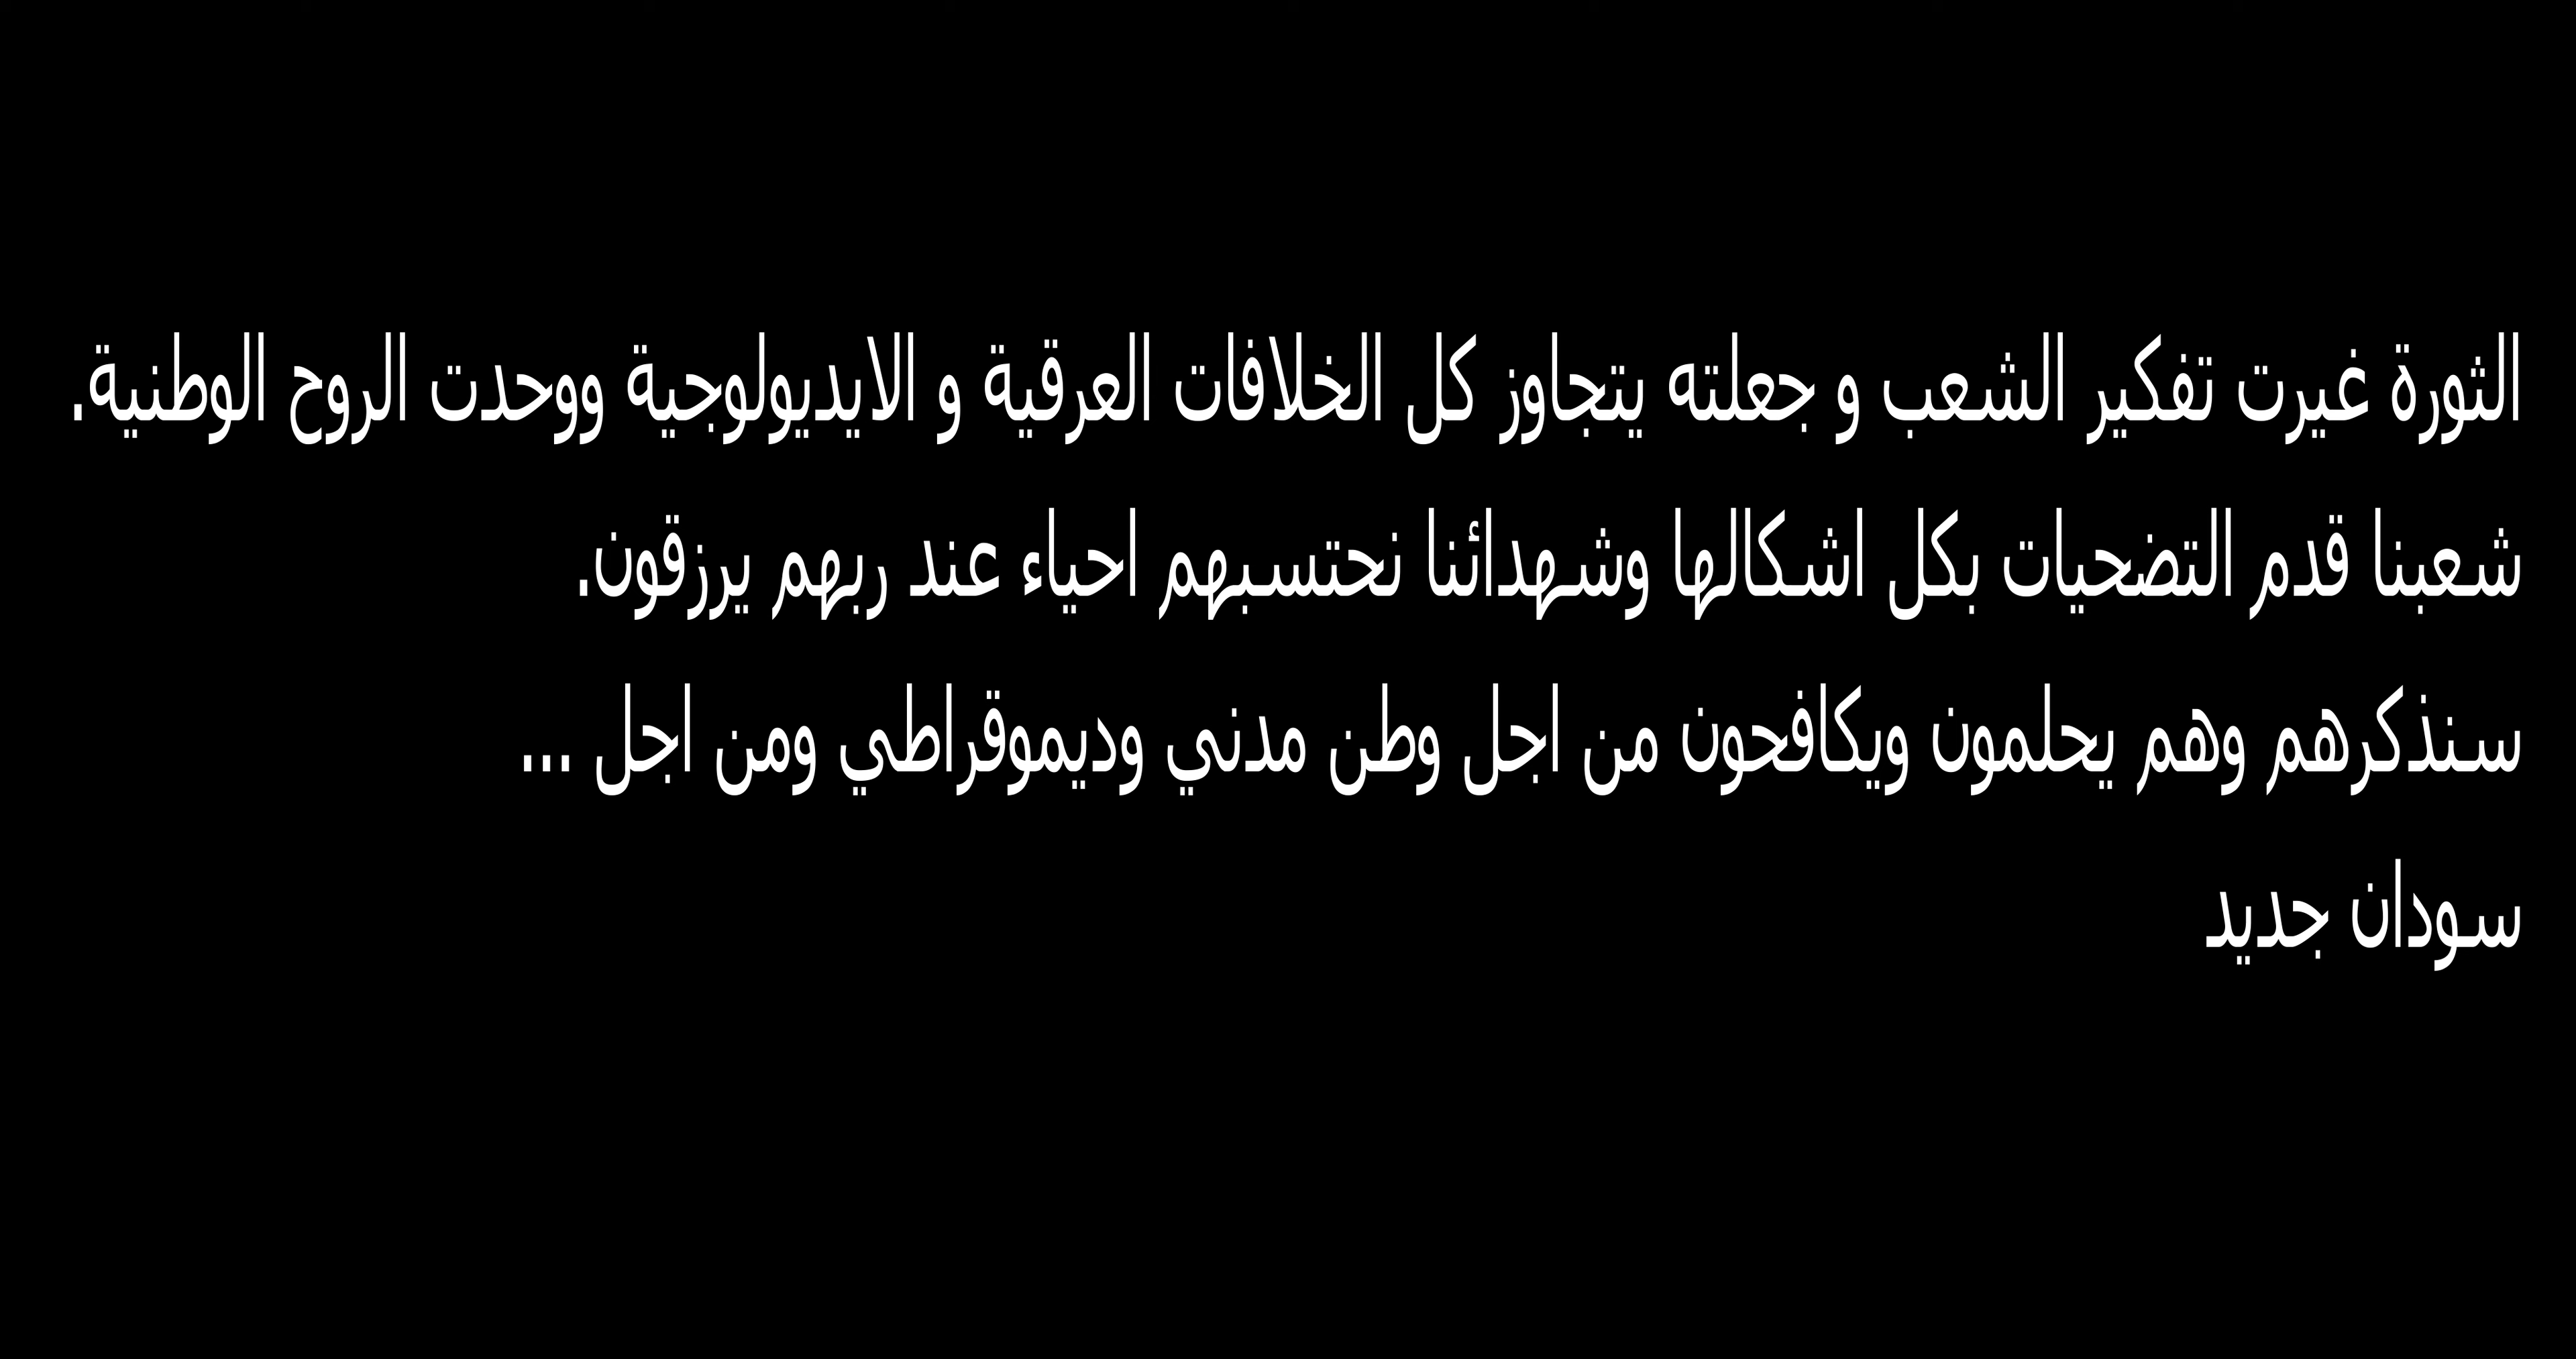 الثورة غيرت تفكير الشعب و جعلته يتجاوز كل الخلافات العرقية و الايديولوجية ووحدت الروح الوطنية.
شعبنا قدم التضحيات بكل اشكالها وشهدائنا نحتسبهم احياء عند ربهم يرزقون.
سنذكرهم وهم يحلمون ويكافحون من اجل وطن مدني وديموقراطي ومن اجل ...
سودان جديد